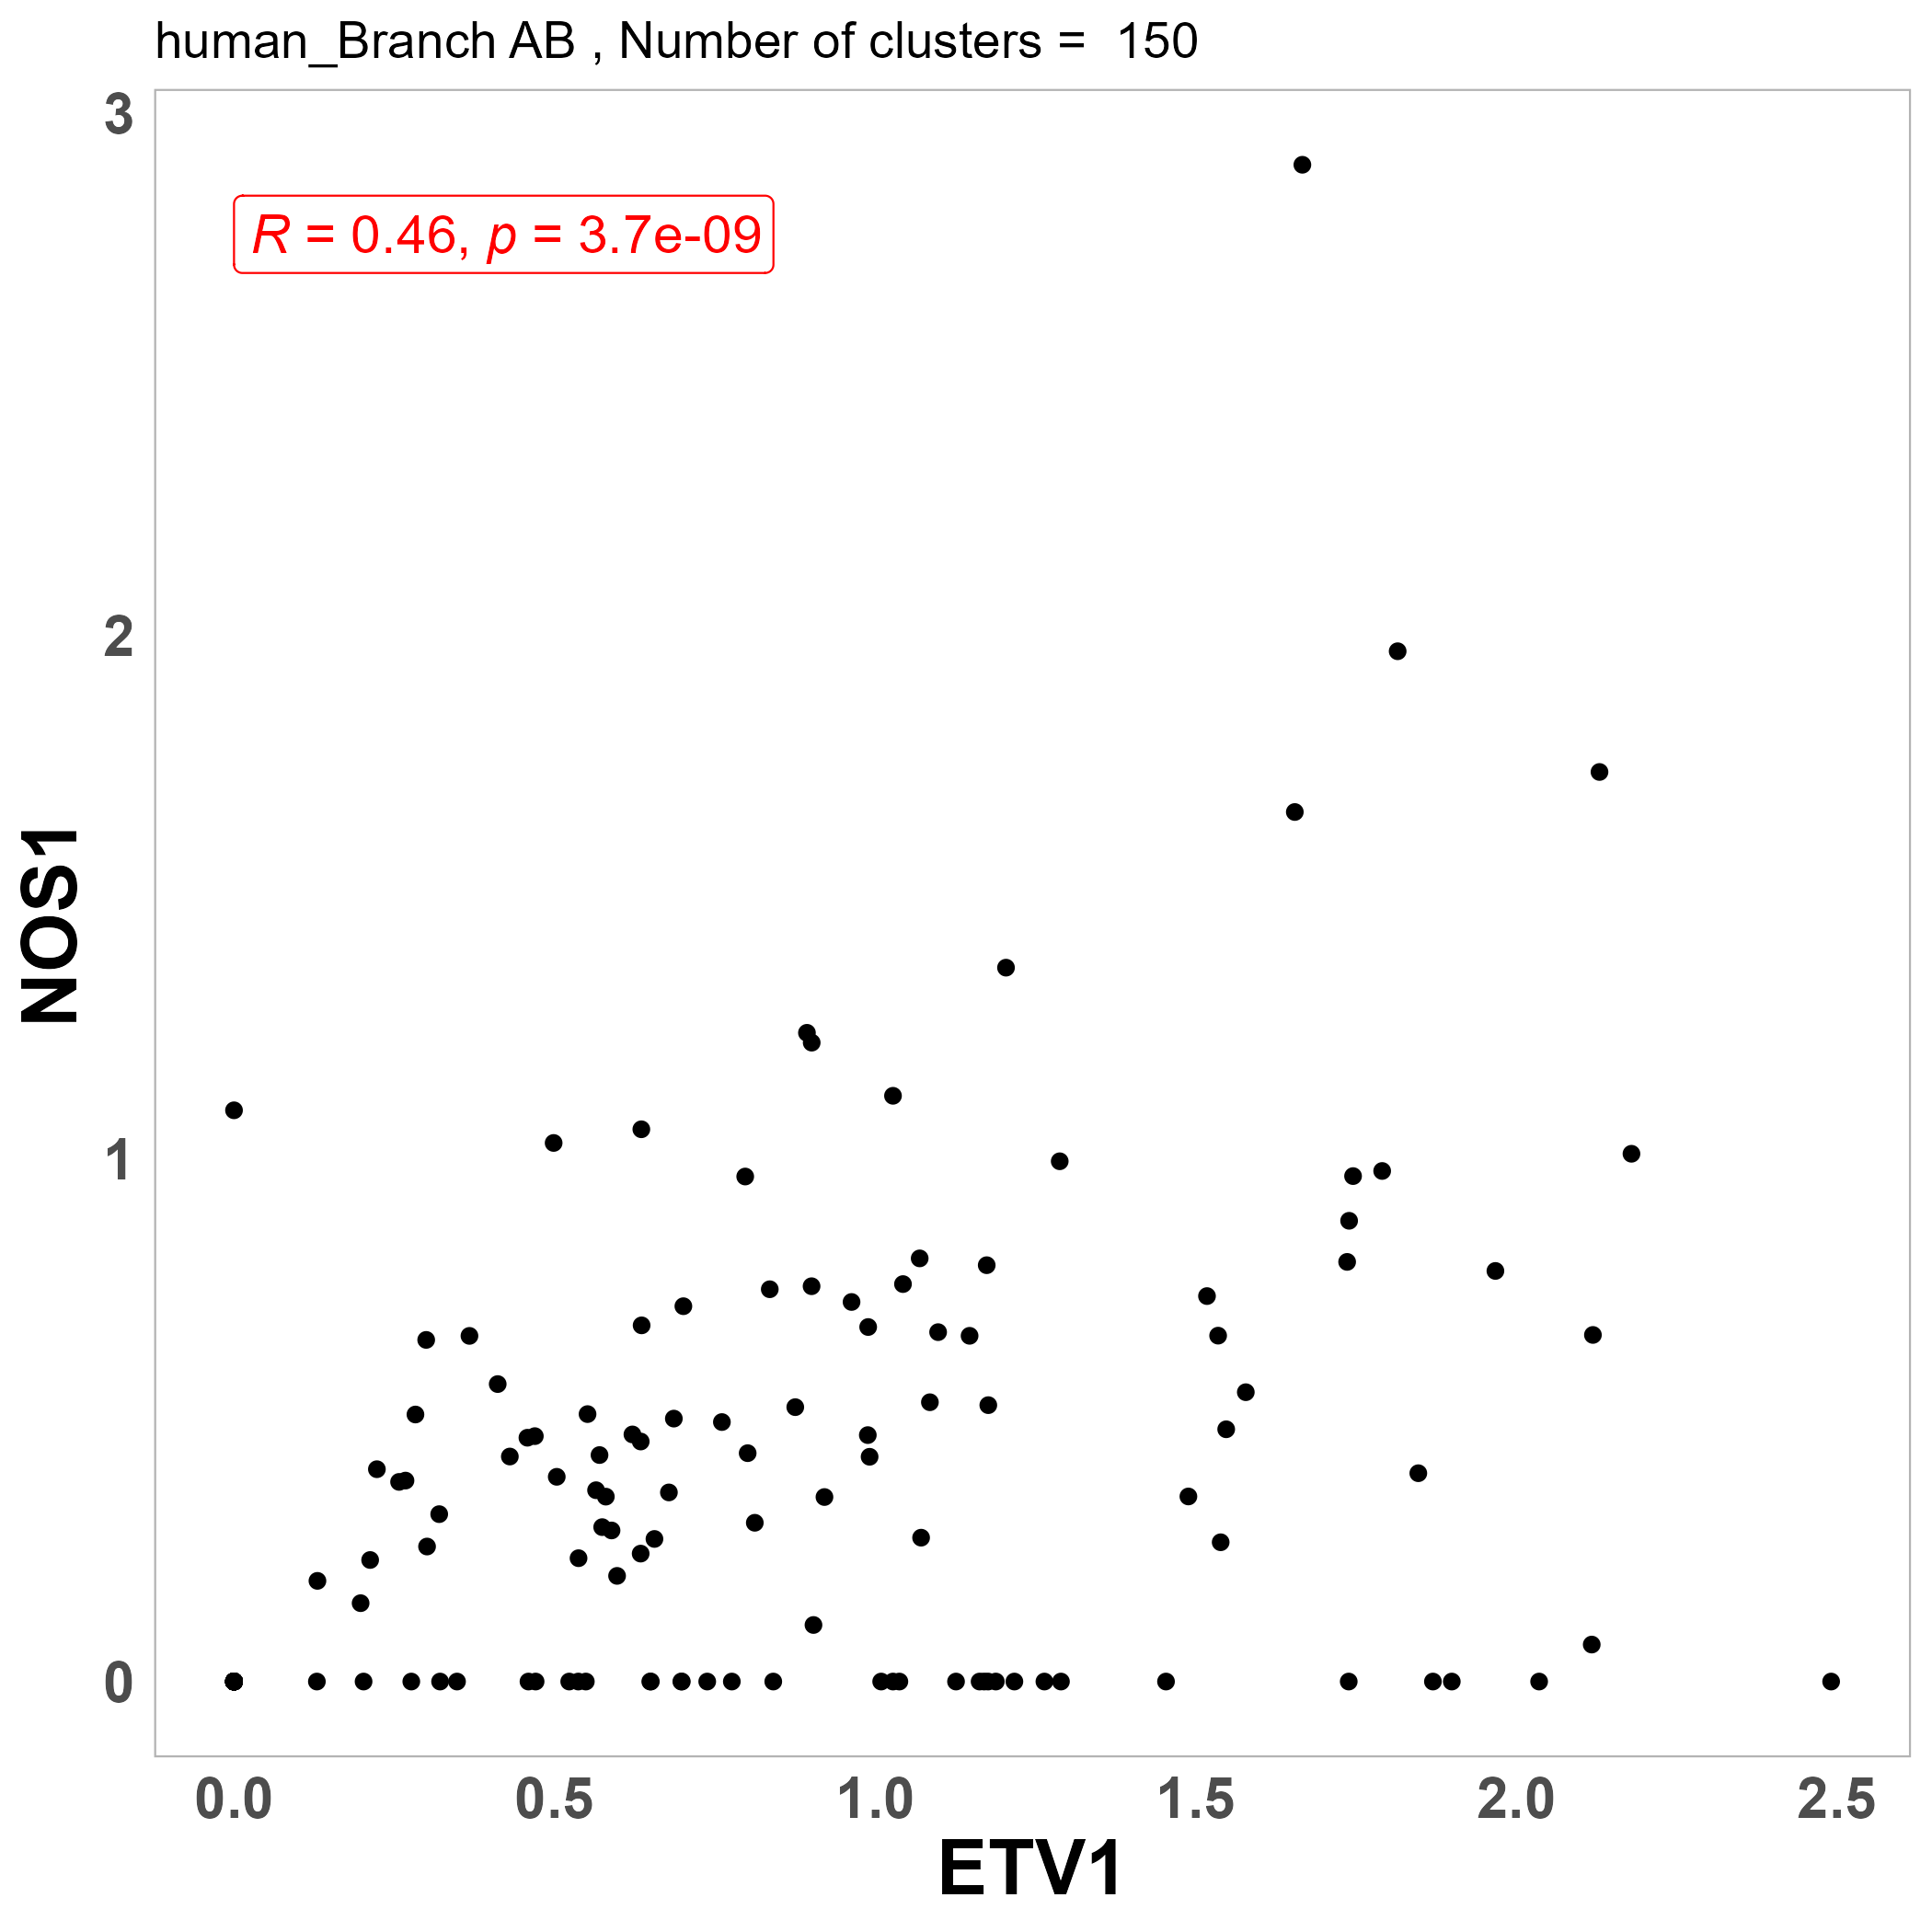 human_Branch AB , Number of clusters =  150
3
R = 0.46, p = 3.7e-09
2
NOS1
1
0
0.0 0.5 1.0 1.5 2.0 2.5
ETV1